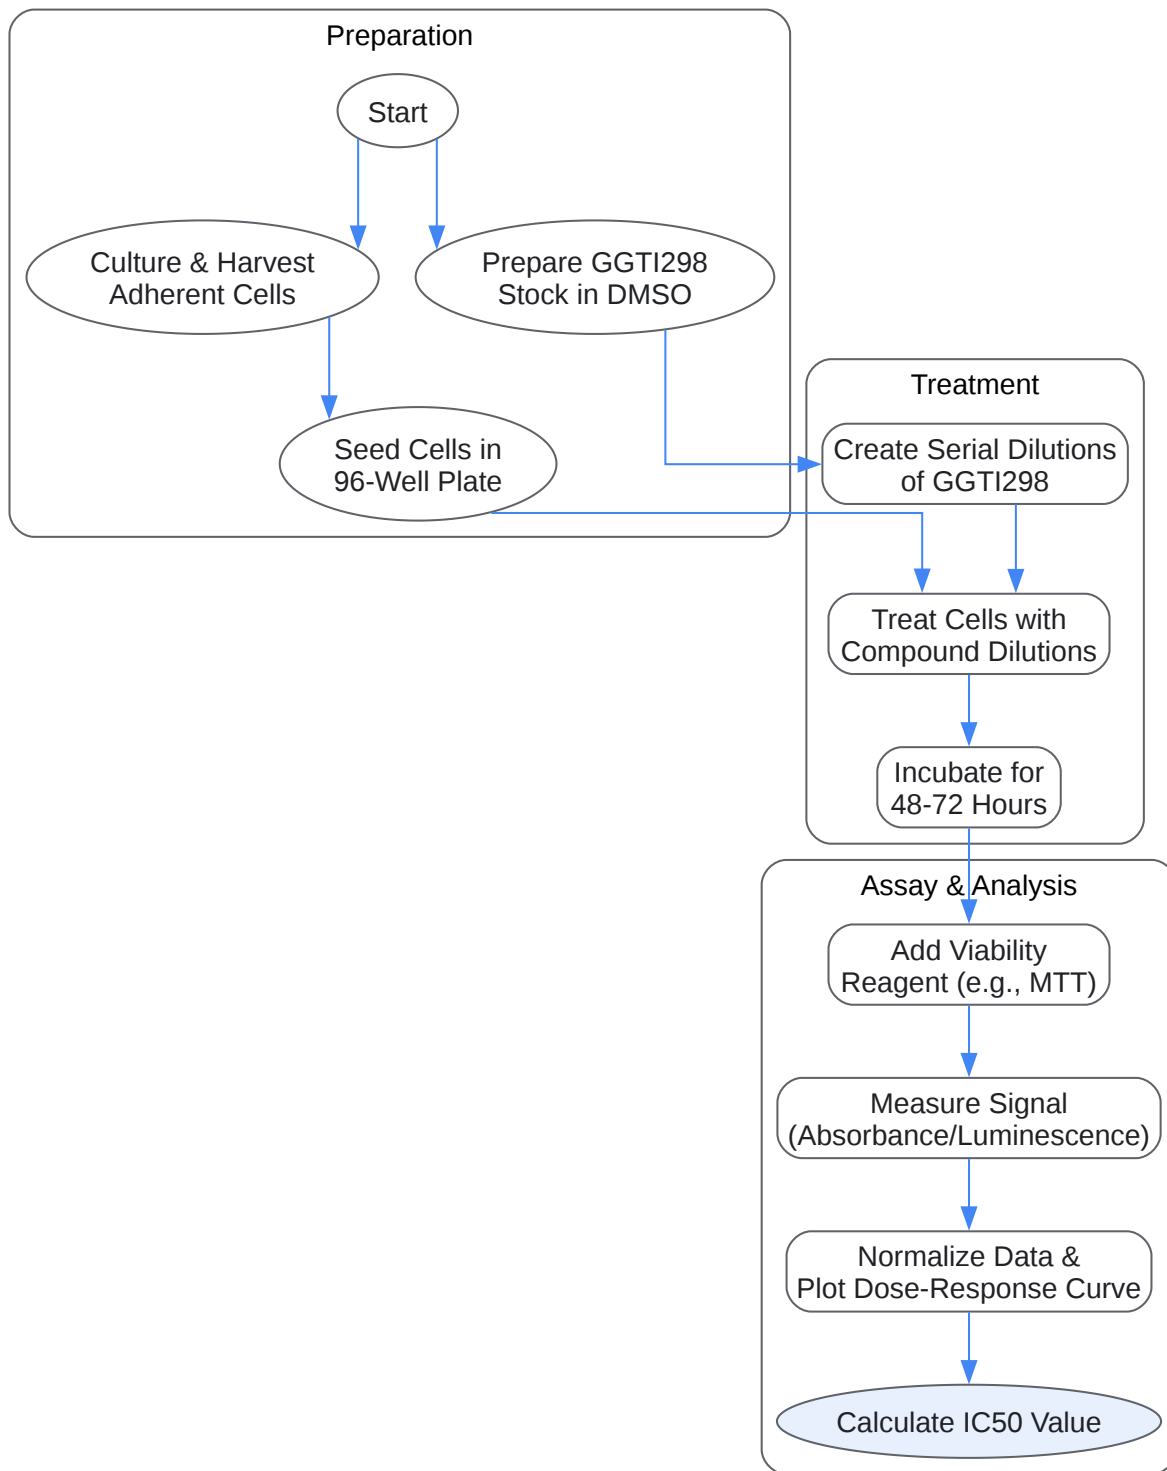 Preparation
Start
Culture & Harvest
Adherent Cells
Prepare GGTI298
Stock in DMSO
Seed Cells in
96-Well Plate
Treatment
Create Serial Dilutions
of GGTI298
Treat Cells with
Compound Dilutions
Incubate for
48-72 Hours
Assay & Analysis
Add Viability
Reagent (e.g., MTT)
Measure Signal
(Absorbance/Luminescence)
Normalize Data &
Plot Dose-Response Curve
Calculate IC50 Value